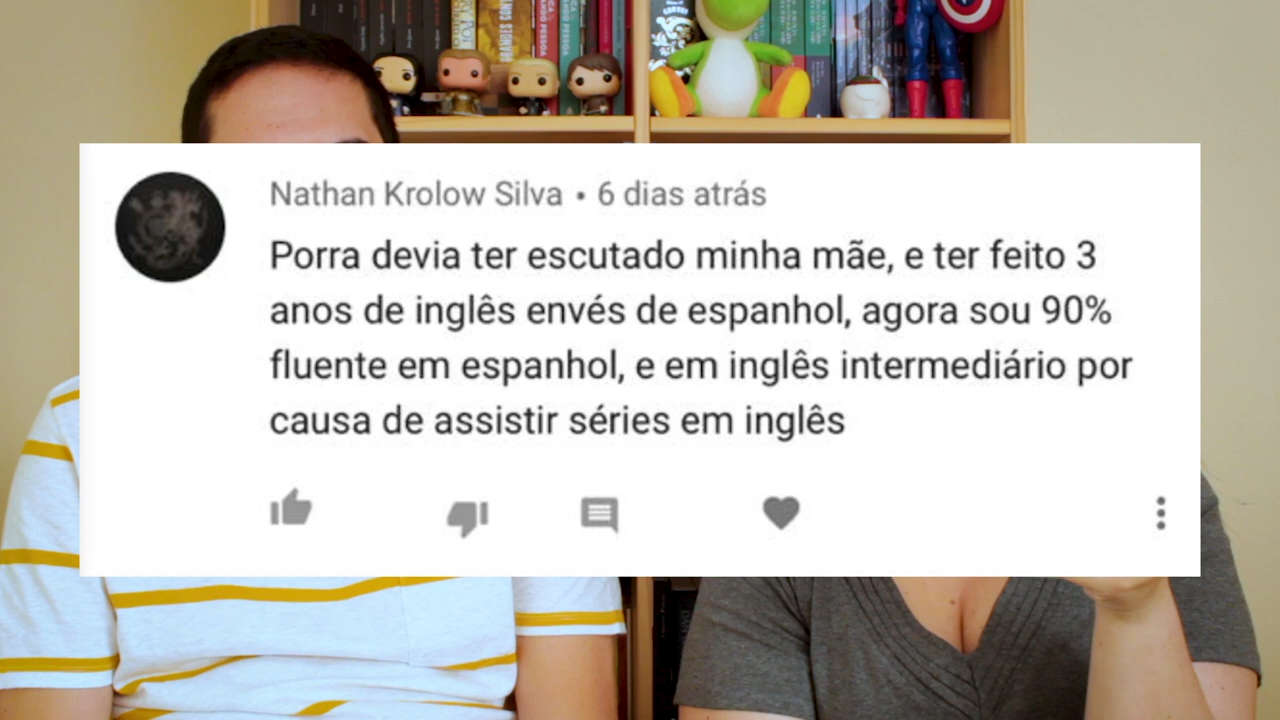 Nathan Krolow Silva • 6 dias atrás
Porra devia ter escutado minha mãe, e ter feito 3
anos de inglês envés de espanhol, agora sou 90%
fluente em espanhol, e em inglês intermediário por
causa de assistir séries em inglês